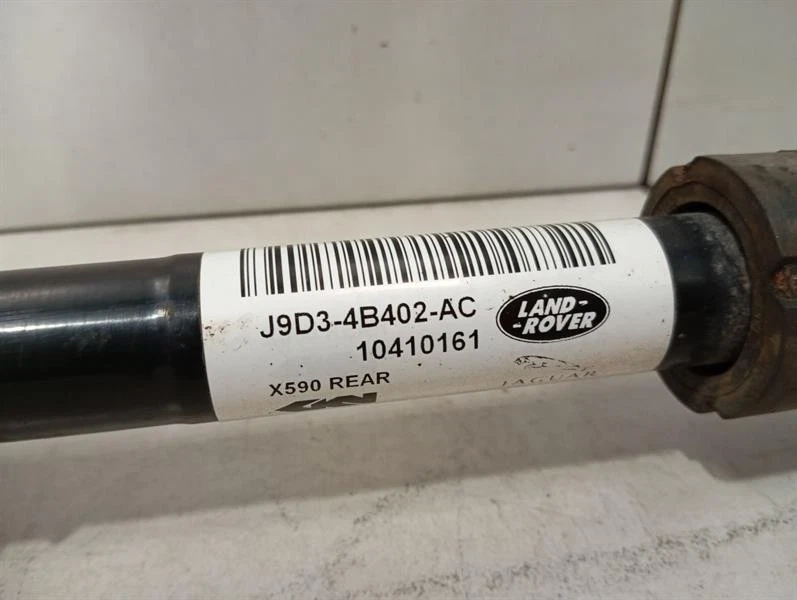 J9D3-4B402-AC
LAND-
-ROVER
10410161
X590 REAR
JAGUAR